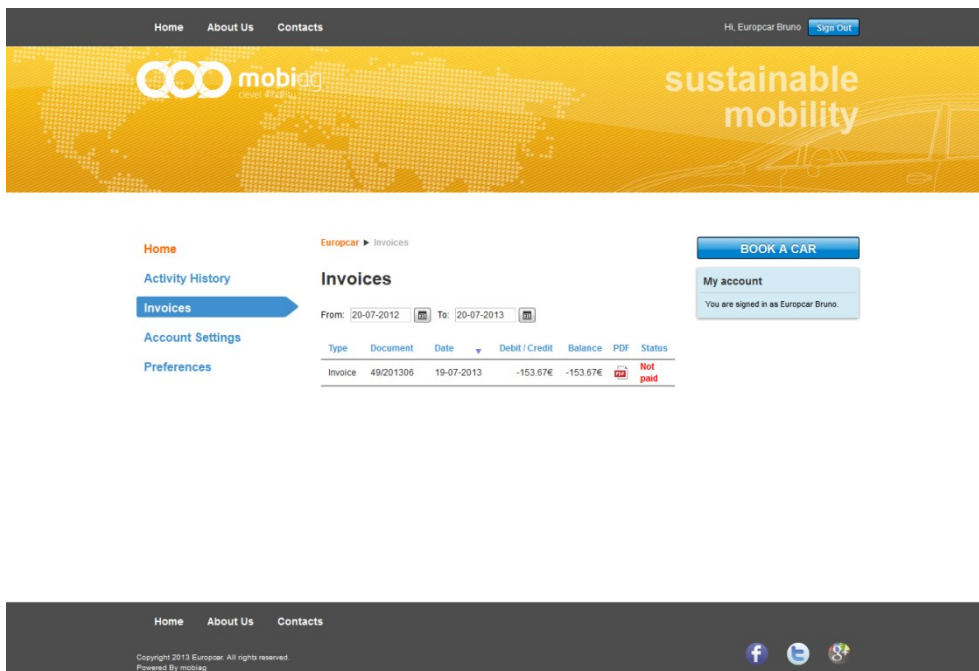 Home About Us Contacts
Hi, Europcar Bruno Sign Out
mobiag
clever mobility
sustainable
mobility
Home
Activity History
Invoices
Account Settings
Preferences
Europcar ▶ Invoices
Invoices
From: 20-07-2012 To: 20-07-2013
Type Document Date Debit / Credit Balance PDF Status
Invoice 49/201306 19-07-2013 -153.67€ -153.67€ PDF Not
paid
BOOK A CAR
My account
You are signed in as Europcar Bruno.
Home About Us Contacts
Copyright 2013 Europcar. All rights reserved.
Powered By mobiag